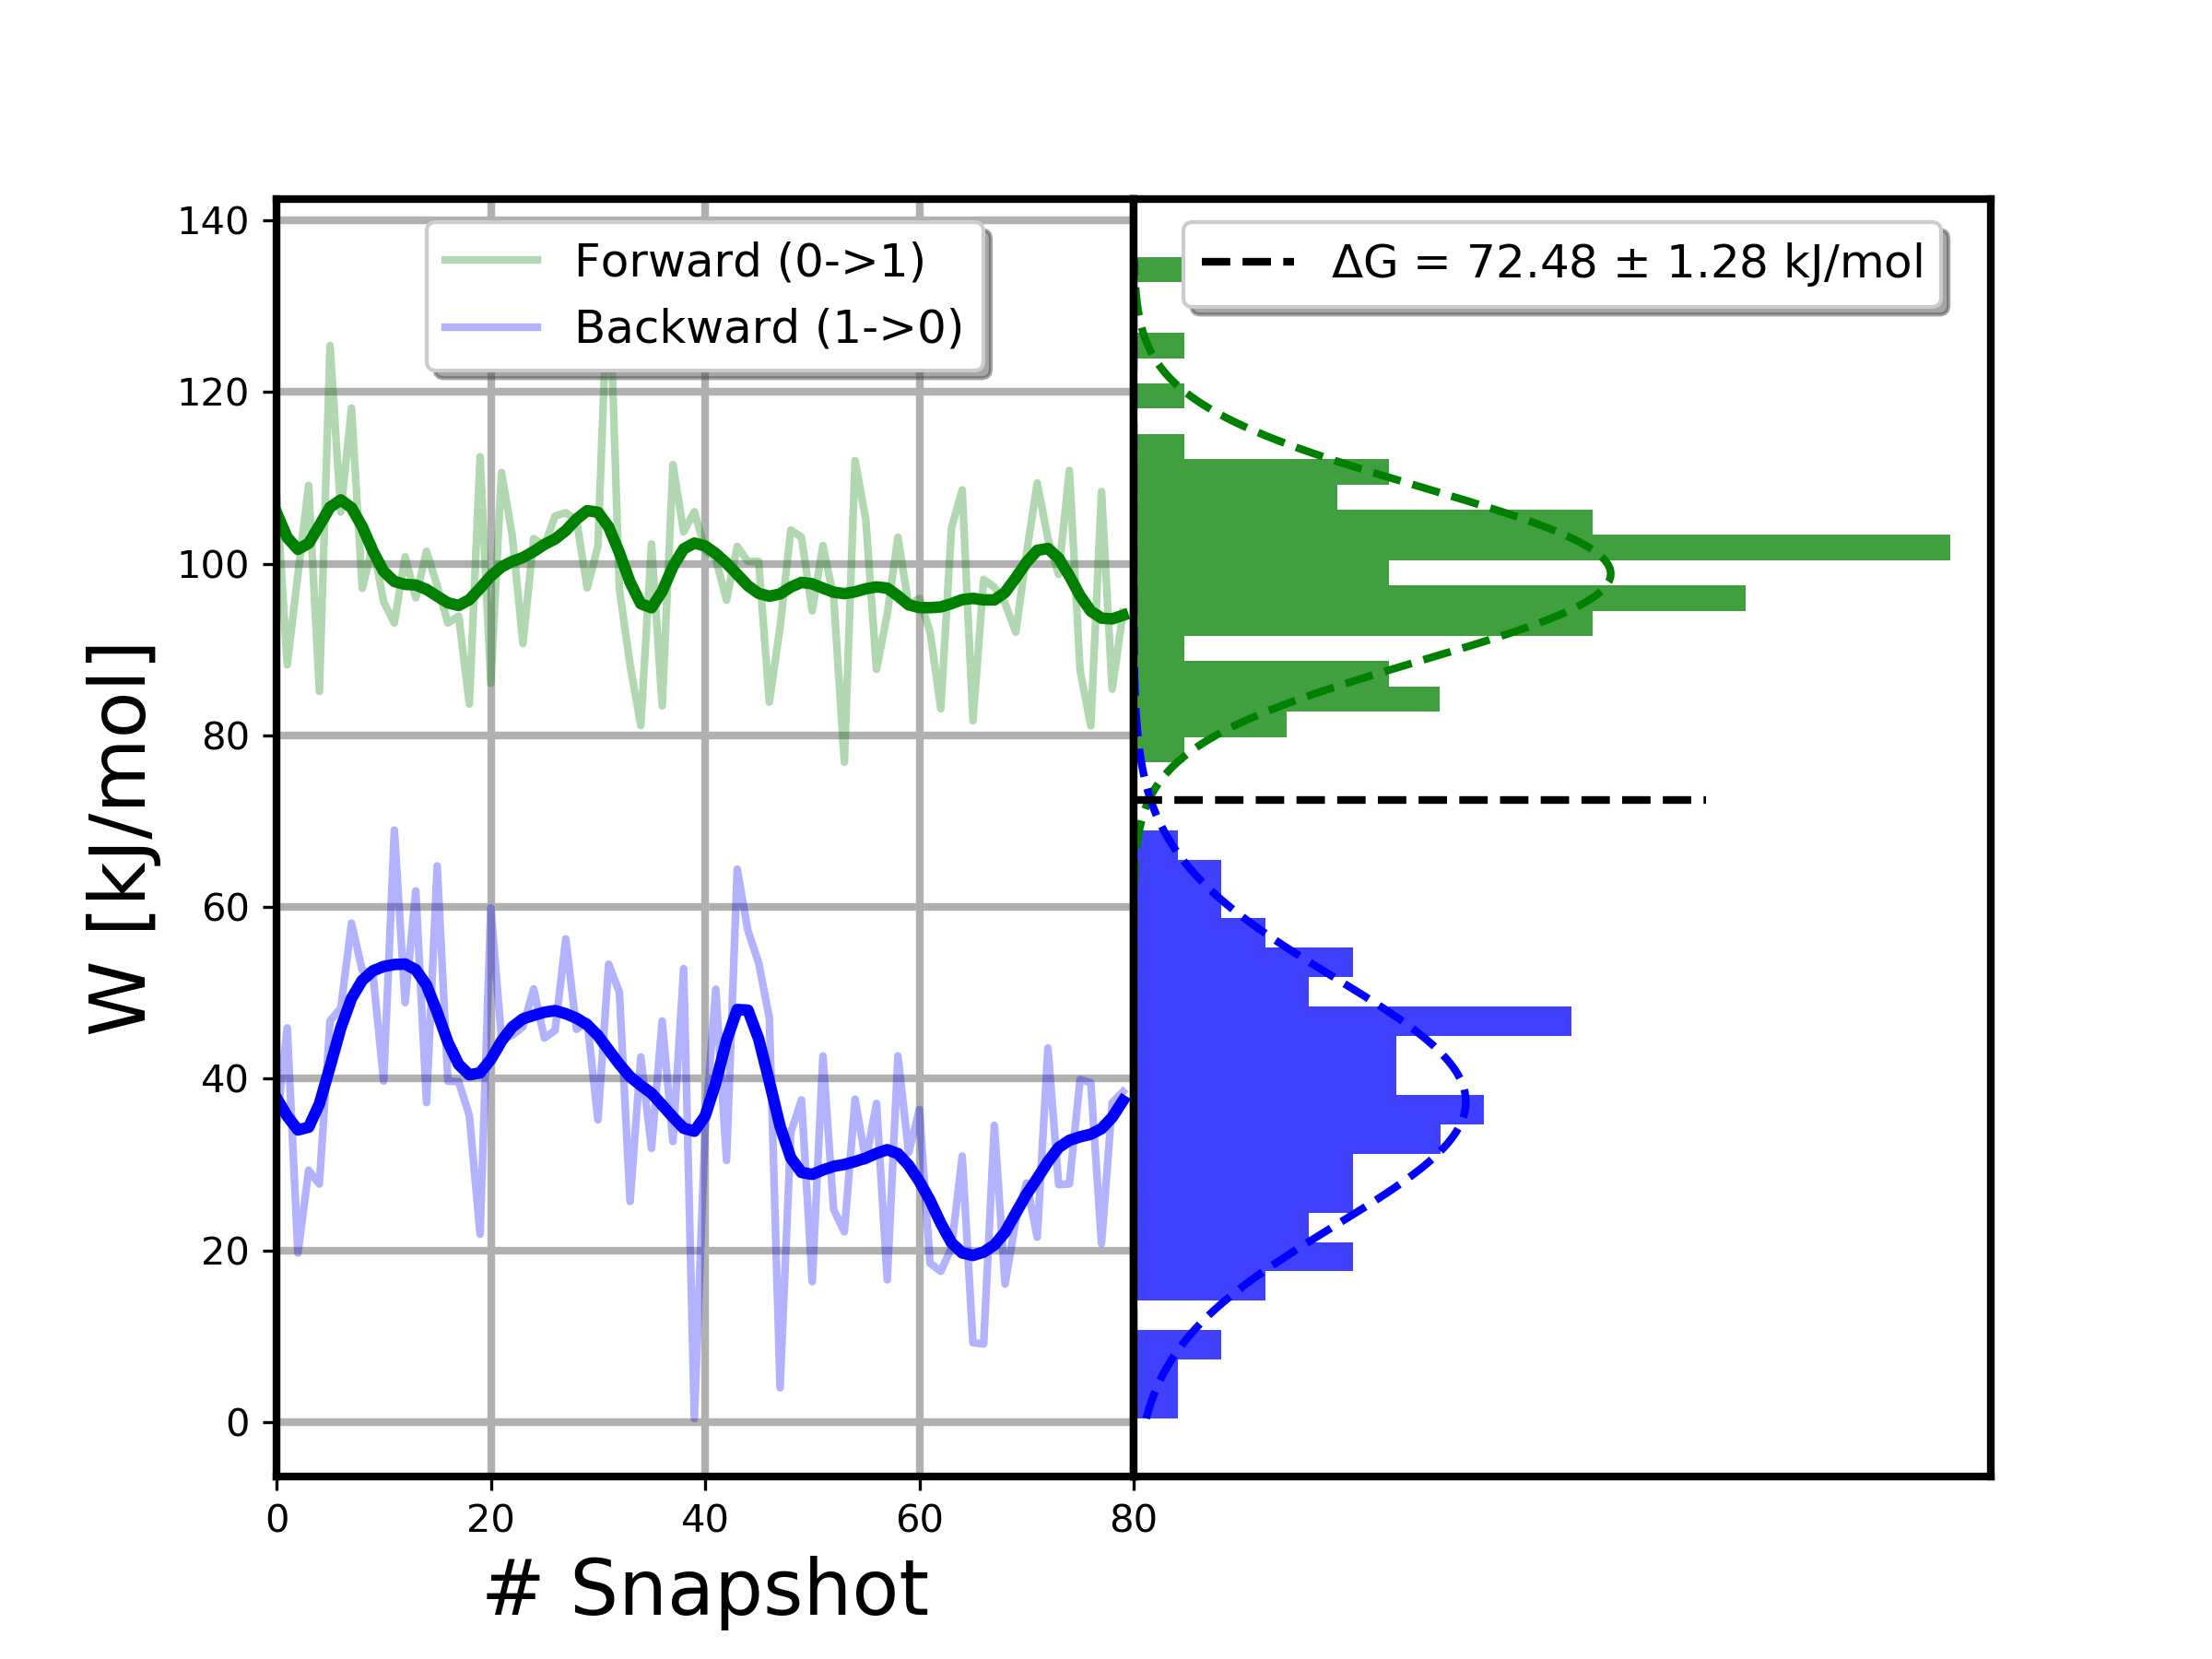 140
120
100
80
60
40
20
0
W [kJ/mol]
Forward (0->1)
Backward (1->0)
ΔG = 72.48 ± 1.28 kJ/mol
0 20 40 60 80
# Snapshot